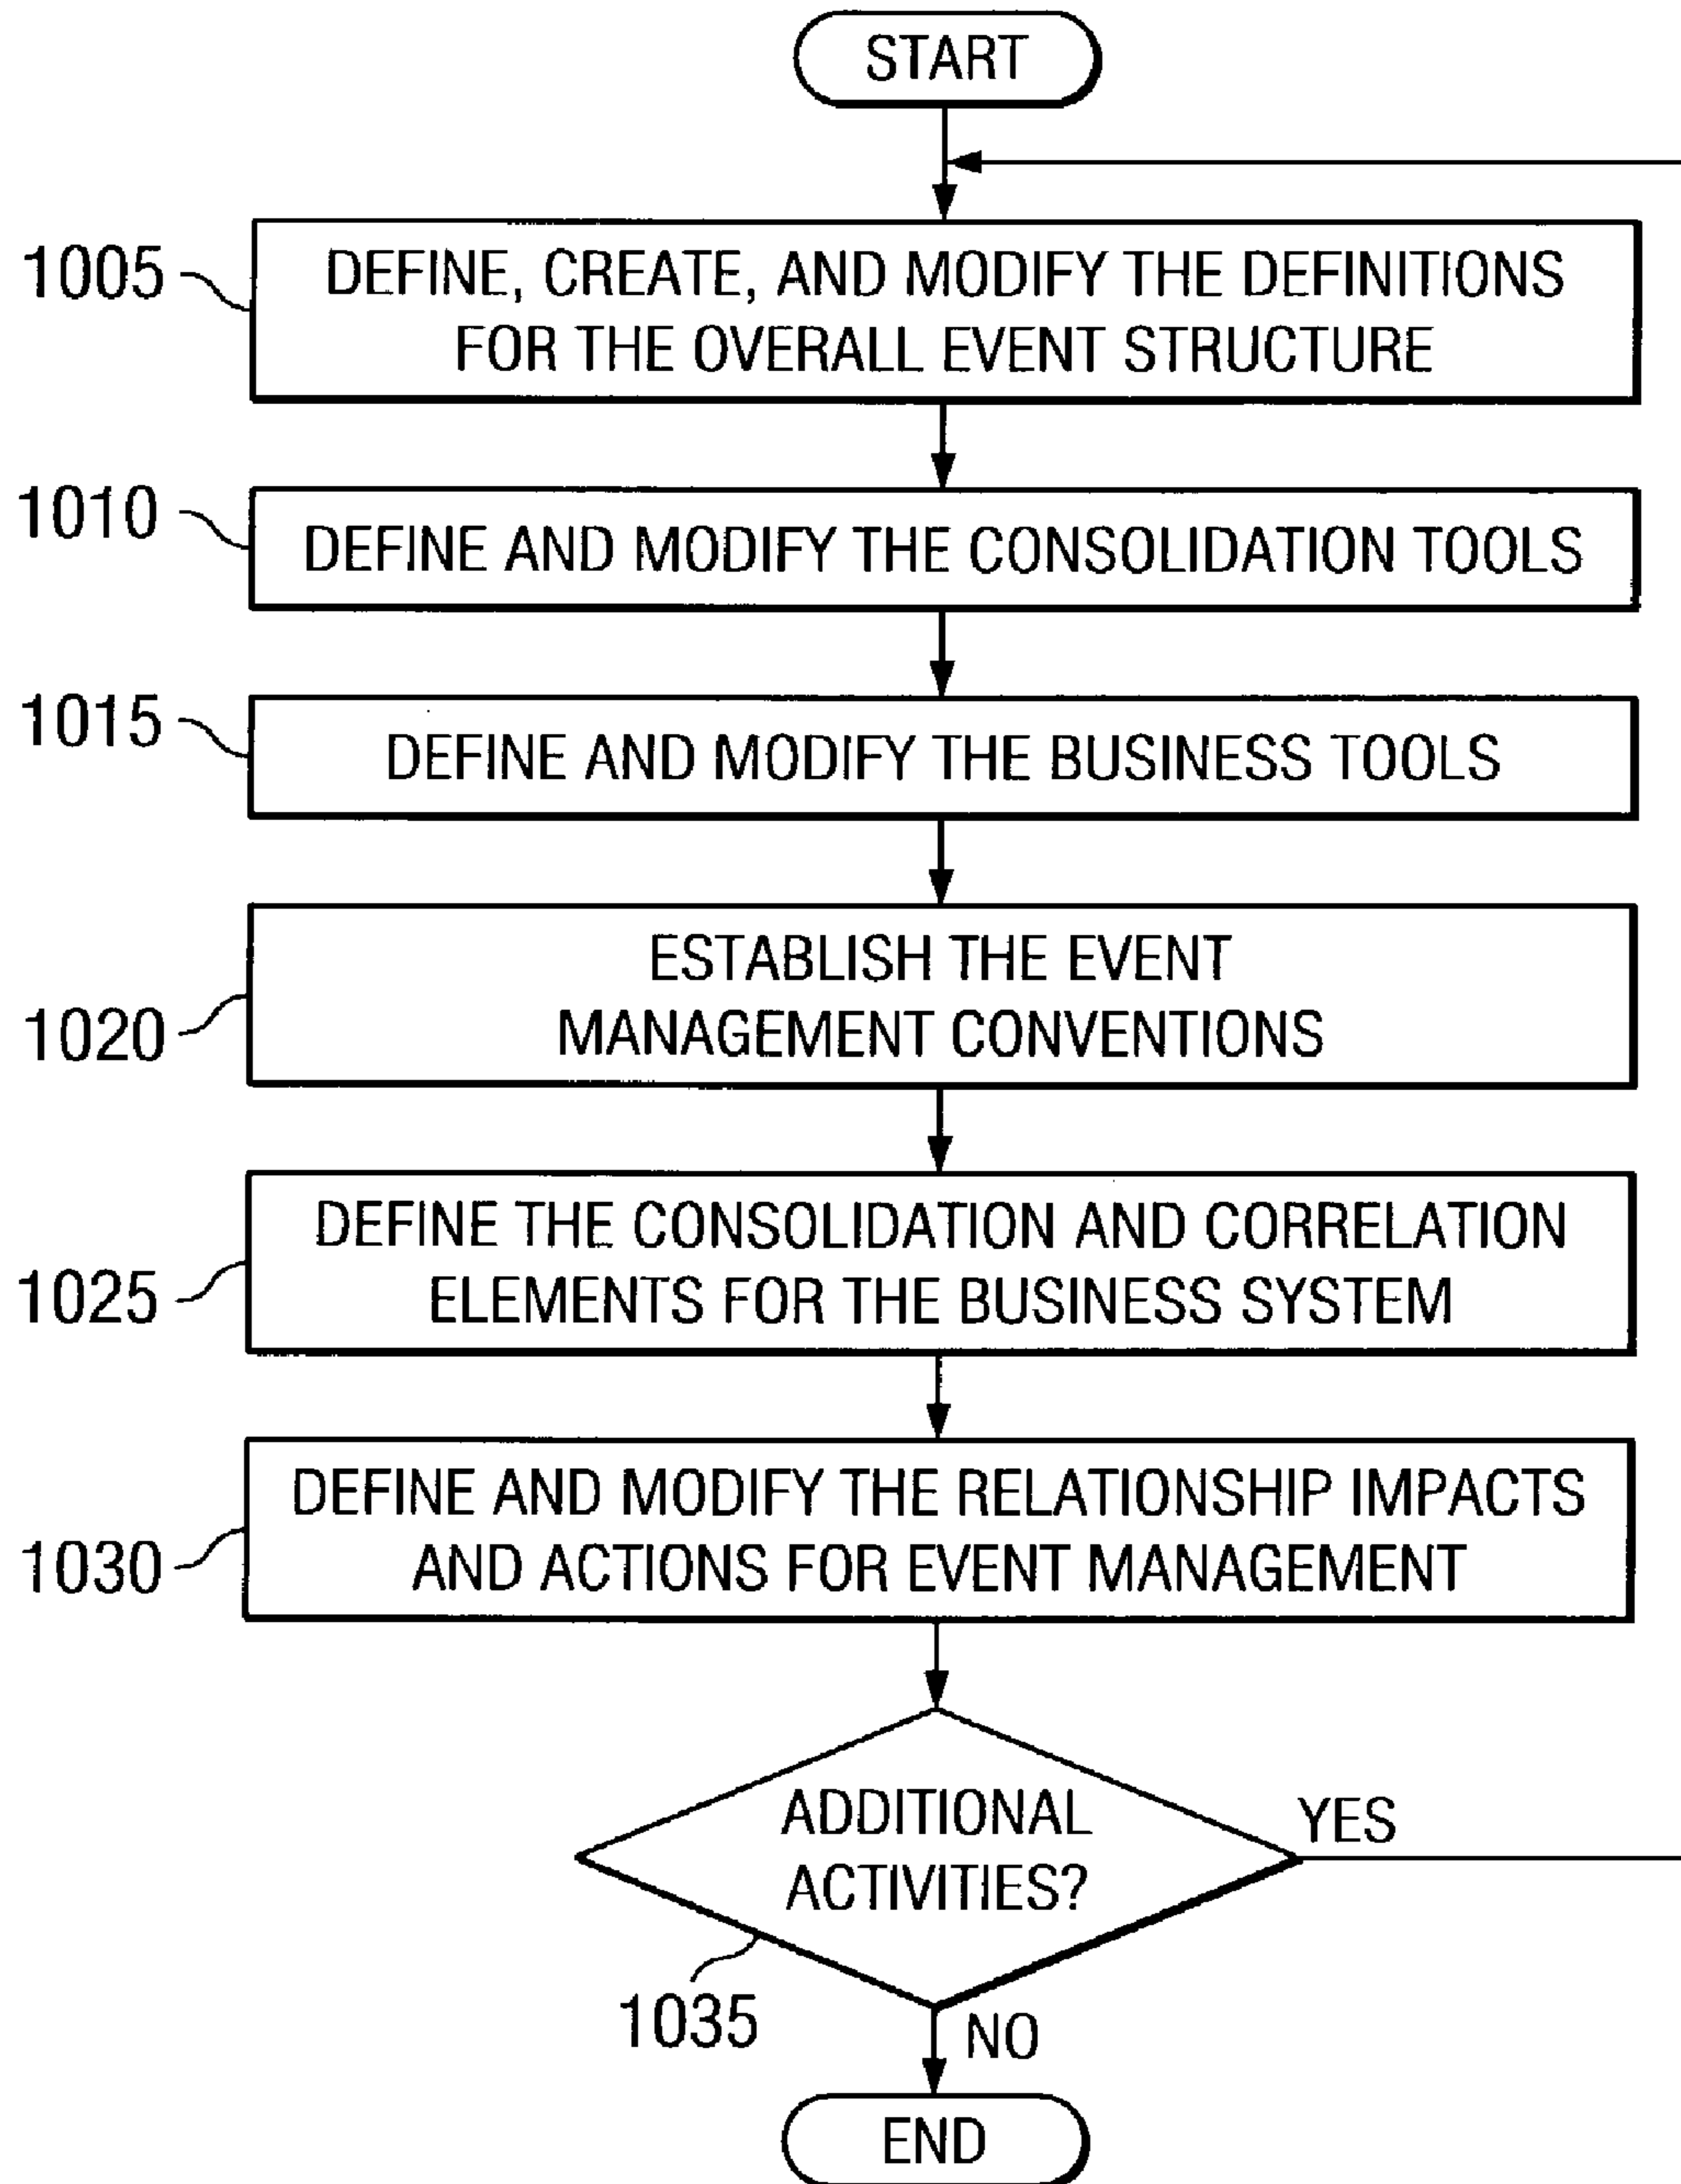 START
1005
DEFINE, CREATE, AND MODIFY THE DEFINITIONS
FOR THE OVERALL EVENT STRUCTURE
1010
DEFINE AND MODIFY THE CONSOLIDATION TOOLS
1015
DEFINE AND MODIFY THE BUSINESS TOOLS
ESTABLISH THE EVENT
MANAGEMENT CONVENTIONS
1020
DEFINE THE CONSOLIDATION AND CORRELATION
ELEMENTS FOR THE BUSINESS SYSTEM
1025
DEFINE AND MODIFY THE RELATIONSHIP IMPACTS
AND ACTIONS FOR EVENT MANAGEMENT
1030
ADDITIONAL
ACTIVITIES?
YES
1035
NO
END